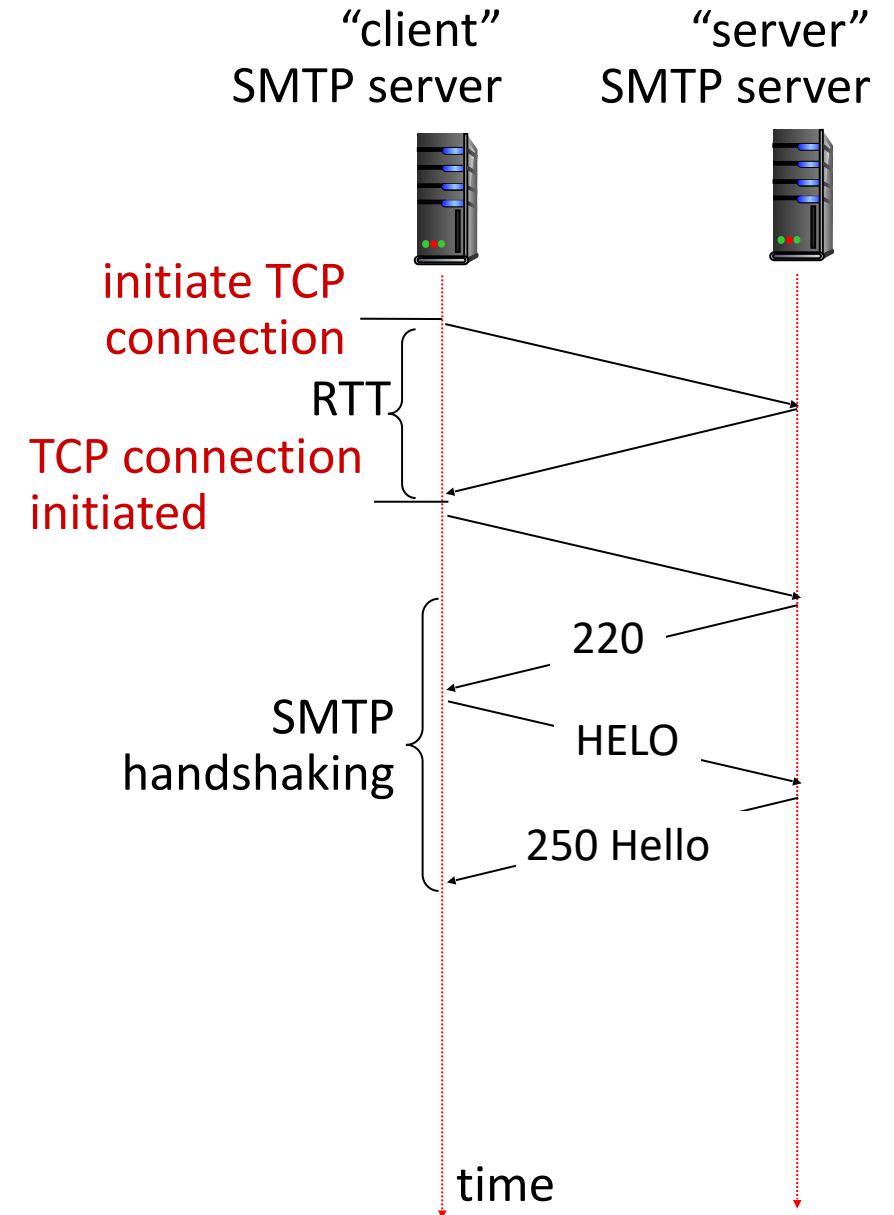 “client”
SMTP server
“server”
SMTP server
initiate TCP
connection
RTT
TCP connection
initiated
220
SMTP
handshaking
HELO
250 Hello
time